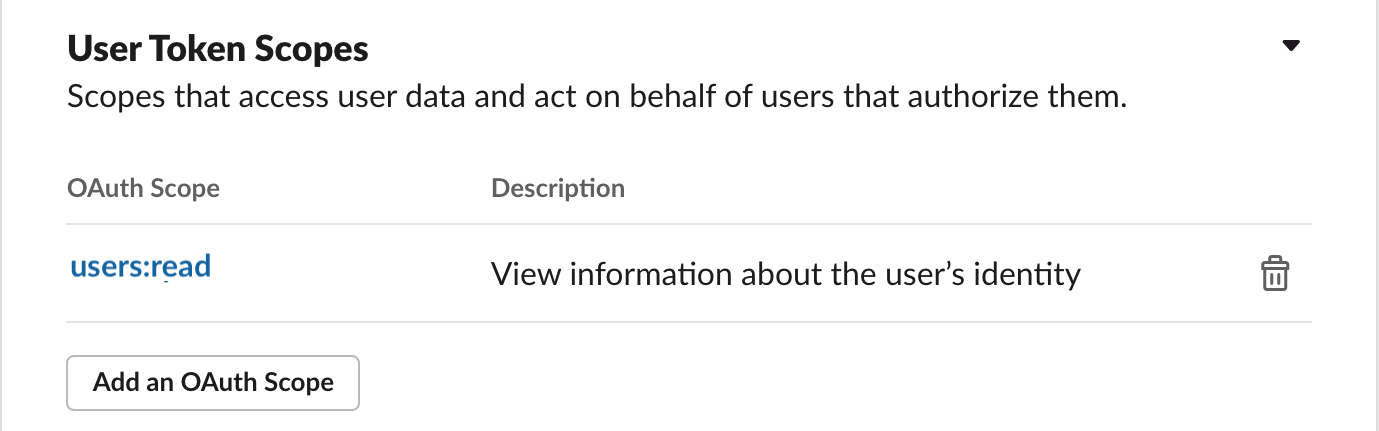 User Token Scopes
Scopes that access user data and act on behalf of users that authorize them.
OAuth Scope Description
users:read View information about the user’s identity
Add an OAuth Scope